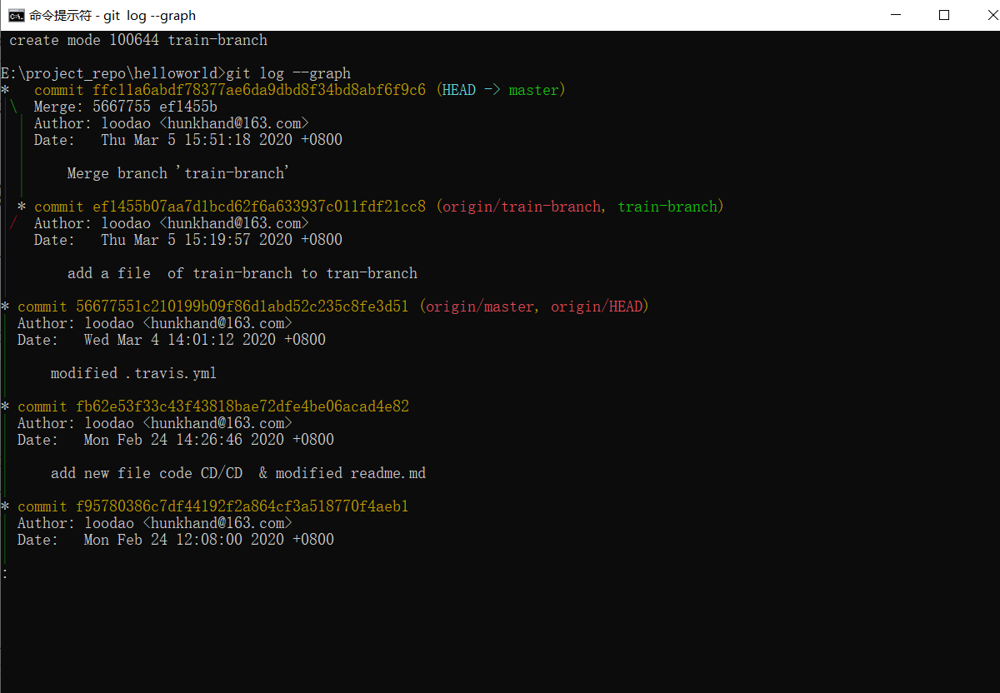 命令提示符 - git log --graph
create mode 100644 train-branch
E:\project_repo\helloworld>git log --graph
*   commit ffc11a6abdf78377ae6da9dbd8f34bd8abf6f9c6 (HEAD -> master)
|\  Merge: 5667755 ef1455b
| | Author: loodao <hunkhand@163.com>
| | Date:   Thu Mar 5 15:51:18 2020 +0800
| |     Merge branch 'train-branch'
| * commit ef1455b07aa7d1bcd62f6a633937c011fdf21cc8 (origin/train-branch, train-branch)
|/  Author: loodao <hunkhand@163.com>
|   Date:   Thu Mar 5 15:19:57 2020 +0800
|       add a file  of train-branch to tran-branch
* commit 56677551c210199b09f86d1abd52c235c8fe3d51 (origin/master, origin/HEAD)
| Author: loodao <hunkhand@163.com>
| Date:   Wed Mar 4 14:01:12 2020 +0800
|     modified .travis.yml
* commit fb62e53f33c43f43818bae72dfe4be06acad4e82
| Author: loodao <hunkhand@163.com>
| Date:   Mon Feb 24 14:26:46 2020 +0800
|     add new file code CD/CD  & modified readme.md
* commit f95780386c7df44192f2a864cf3a518770f4aeb1
| Author: loodao <hunkhand@163.com>
| Date:   Mon Feb 24 12:08:00 2020 +0800
: